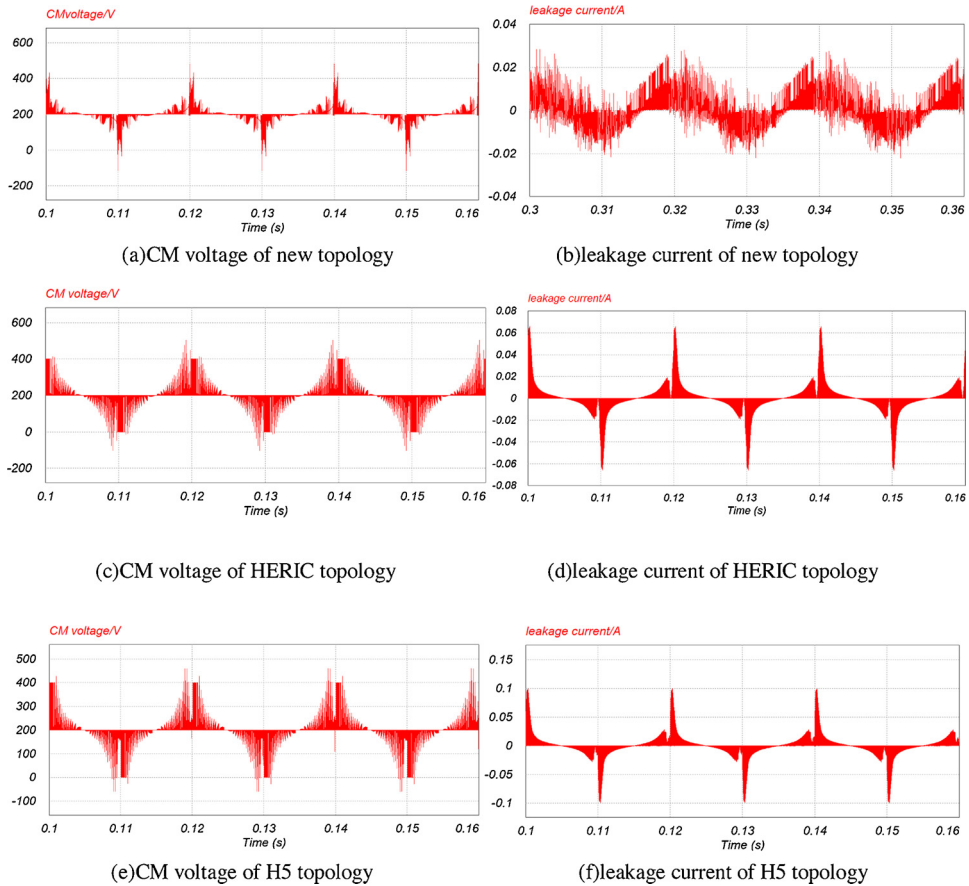 CMvoltage/V
600
400
200
0
-200
0.1 0.11 0.12 0.13 0.14 0.15 0.16
Time (s)
(a)CM voltage of new topology
leakage current/A
0.04
0.02
0
-0.02
-0.04
0.3 0.31 0.32 0.33 0.34 0.35 0.36
Time (s)
(b)leakage current of new topology
CM voltage/V
600
400
200
0
-200
0.1 0.11 0.12 0.13 0.14 0.15 0.16
Time (s)
(c)CM voltage of HERIC topology
leakage current/A
0.08
0.06
0.04
0.02
0
-0.02
-0.04
-0.06
-0.08
0.1 0.11 0.12 0.13 0.14 0.15 0.16
Time (s)
(d)leakage current of HERIC topology
CM voltage/V
500
400
300
200
100
0
-100
0.1 0.11 0.12 0.13 0.14 0.15 0.16
Time (s)
(e)CM voltage of H5 topology
leakage current/A
0.15
0.1
0.05
0
-0.05
-0.1
0.1 0.11 0.12 0.13 0.14 0.15 0.16
Time (s)
(f)leakage current of H5 topology